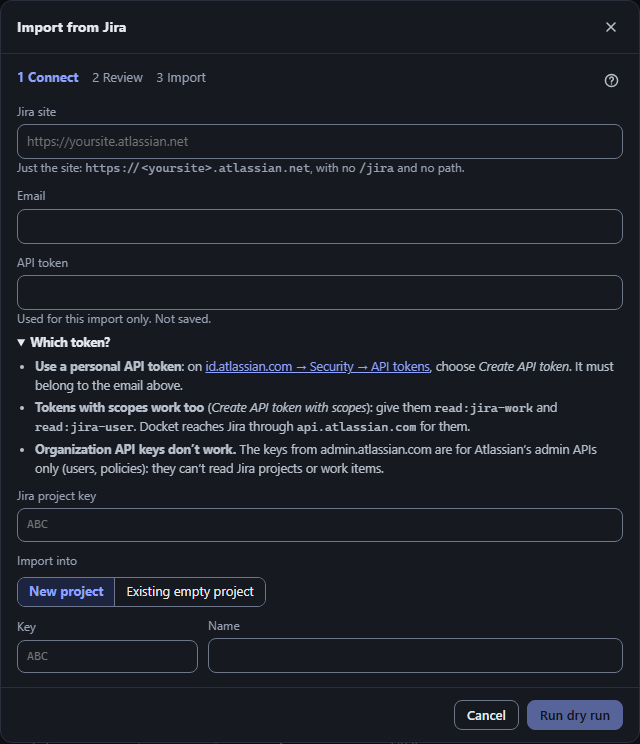 Import from Jira
1 Connect 2 Review 3 Import
Jira site
https://yoursite.atlassian.net
Just the site: https://<yoursite>.atlassian.net, with no /jira and no path.
Email
API token
Used for this import only. Not saved.
▼ Which token?
• Use a personal API token: on id.atlassian.com → Security → API tokens, choose Create API token. It must
belong to the email above.
• Tokens with scopes work too (Create API token with scopes): give them read:jira-work and
read:jira-user. Docket reaches Jira through api.atlassian.com for them.
• Organization API keys don’t work. The keys from admin.atlassian.com are for Atlassian’s admin APIs
only (users, policies): they can’t read Jira projects or work items.
Jira project key
ABC
Import into
New project Existing empty project
Key Name
ABC
Cancel Run dry run